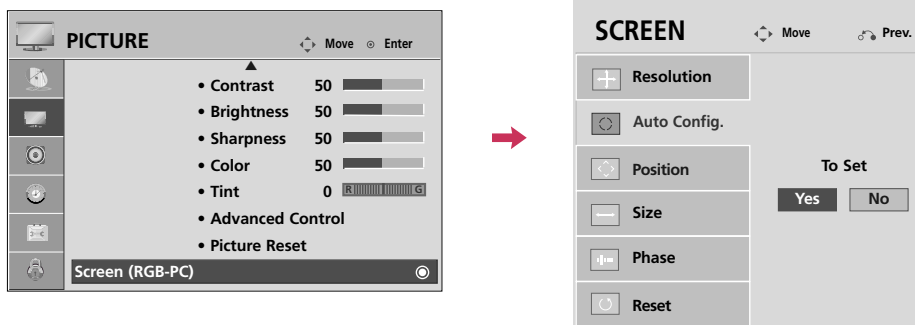 PICTURE
Move
Enter
• Contrast 50
• Brightness 50
• Sharpness 50
• Color 50
• Tint 0 R G
• Advanced Control
• Picture Reset
Screen (RGB-PC)
SCREEN
Move
Prev.
Resolution
Auto Config.
Position
Size
Phase
Reset
To Set
Yes No